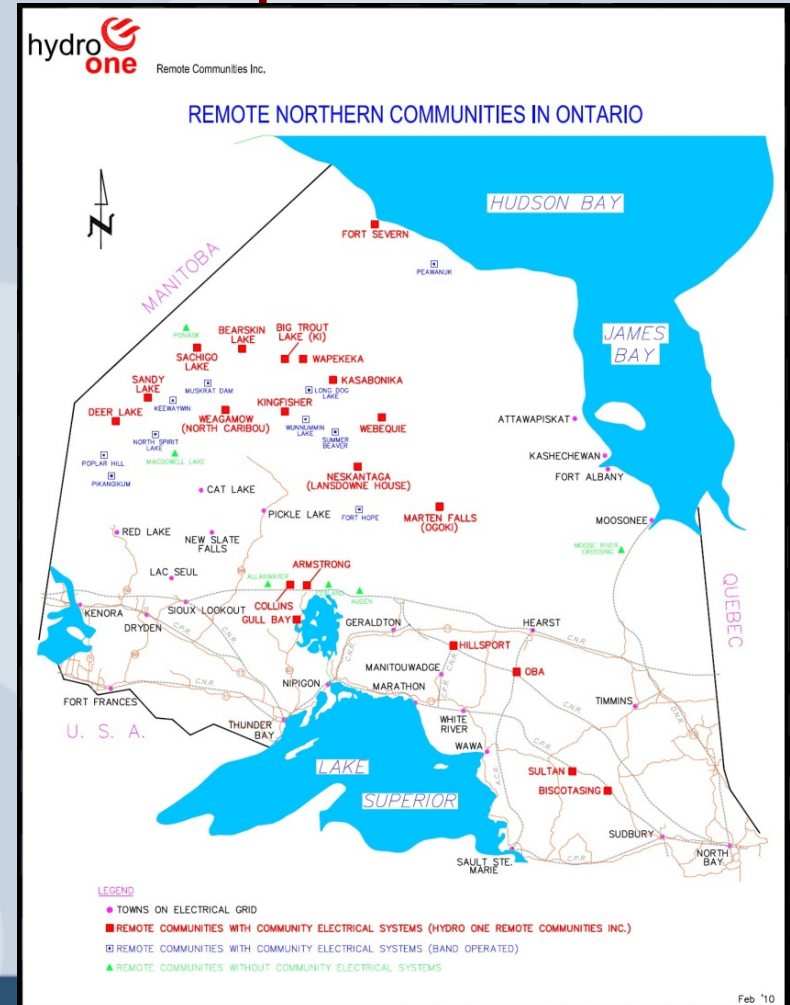 hydro
one
Remote Communities Inc.
REMOTE NORTHERN COMMUNITIES IN ONTARIO
N
HUDSON BAY
FORT SEVERN
PEAWANUK
MANITOBA
JAMES
BAY
PONASK
SACHIGO
LAKE
BEARSKIN
LAKE
BIG TROUT
LAKE (KI)
WAPEKEKA
KASABONIKA
SANDY
LAKE
MUSKRAT DAM
LONG DOG
LAKE
KEEWAYWIN
KINGFISHER
DEER LAKE
WEAGAMOW
(NORTH CARIBOU)
WUNNUMMIN
LAKE
WEBEQUIE
ATTAWAPISKAT
NORTH SPIRIT
LAKE
SUMMER
BEAVER
POPLAR HILL
MACDOWELL LAKE
KASHECHEWAN
PIKANGIKUM
NESKANTAGA
(LANSDOWNE HOUSE)
FORT ALBANY
CAT LAKE
PICKLE LAKE
FORT HOPE
MARTEN FALLS
(OGOKI)
MOOSONEE
RED LAKE
NEW SLATE
FALLS
MOOSE RIVER
CROSSING
LAC SEUL
ALLANWATER
ARMSTRONG
AUDEN
QUEBEC
KENORA
SIOUX LOOKOUT
COLLINS
GULL BAY
DRYDEN
C.P.R.
C.N.R.
GERALDTON
HEARST
C.N.R.
HILLSPORT
C.N.R.
MANITOUWADGE
C.N.R.
C.P.R.
OBA
C.N.R.
FORT FRANCES
NIPIGON
MARATHON
TIMMINS
O.N.R.
U. S. A.
THUNDER
BAY
WHITE
RIVER
WAWA
C.P.R.
LAKE
SUPERIOR
A.C.R.
SULTAN
BISCOTASING
SUDBURY
SAULT STE.
MARIE
C.P.R.
NORTH
BAY
LEGEND
TOWNS ON ELECTRICAL GRID
REMOTE COMMUNITIES WITH COMMUNITY ELECTRICAL SYSTEMS (HYDRO ONE REMOTE COMMUNITIES INC.)
REMOTE COMMUNITIES WITH COMMUNITY ELECTRICAL SYSTEMS (BAND OPERATED)
REMOTE COMMUNITIES WITHOUT COMMUNITY ELECTRICAL SYSTEMS
Feb '10